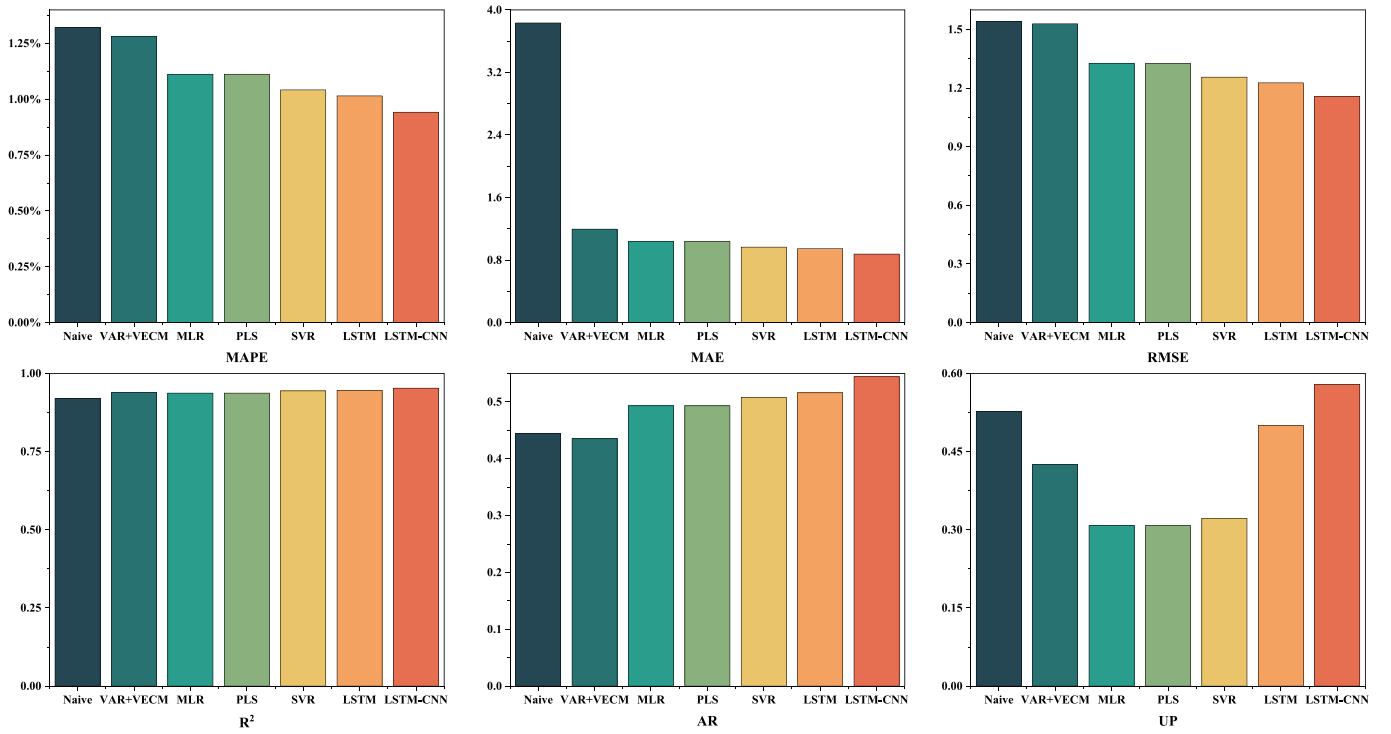 1.25%
1.00%
0.75%
0.50%
0.25%
0.00%
Naive VAR+VECM MLR PLS SVR LSTM LSTM-CNN
MAPE
4.0
3.2
2.4
1.6
0.8
0.0
Naive VAR+VECM MLR PLS SVR LSTM LSTM-CNN
MAE
1.5
1.2
0.9
0.6
0.3
0.0
Naive VAR+VECM MLR PLS SVR LSTM LSTM-CNN
RMSE
1.00
0.75
0.50
0.25
0.00
Naive VAR+VECM MLR PLS SVR LSTM LSTM-CNN
R²
0.5
0.4
0.3
0.2
0.1
0.0
Naive VAR+VECM MLR PLS SVR LSTM LSTM-CNN
AR
0.60
0.45
0.30
0.15
0.00
Naive VAR+VECM MLR PLS SVR LSTM LSTM-CNN
UP